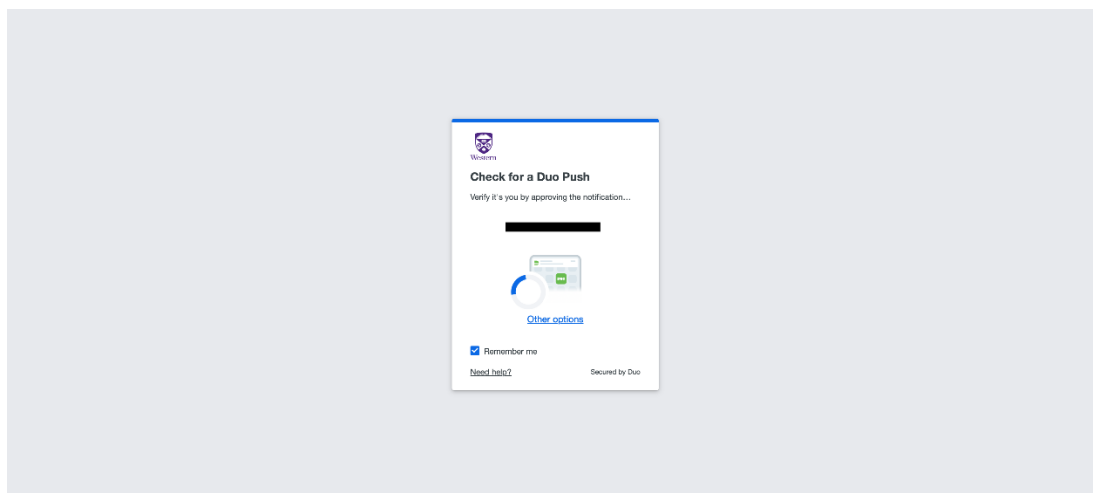 Western
Check for a Duo Push
Verify it's you by approving the notification...
Other options
Remember me
Need help?
Secured by Duo